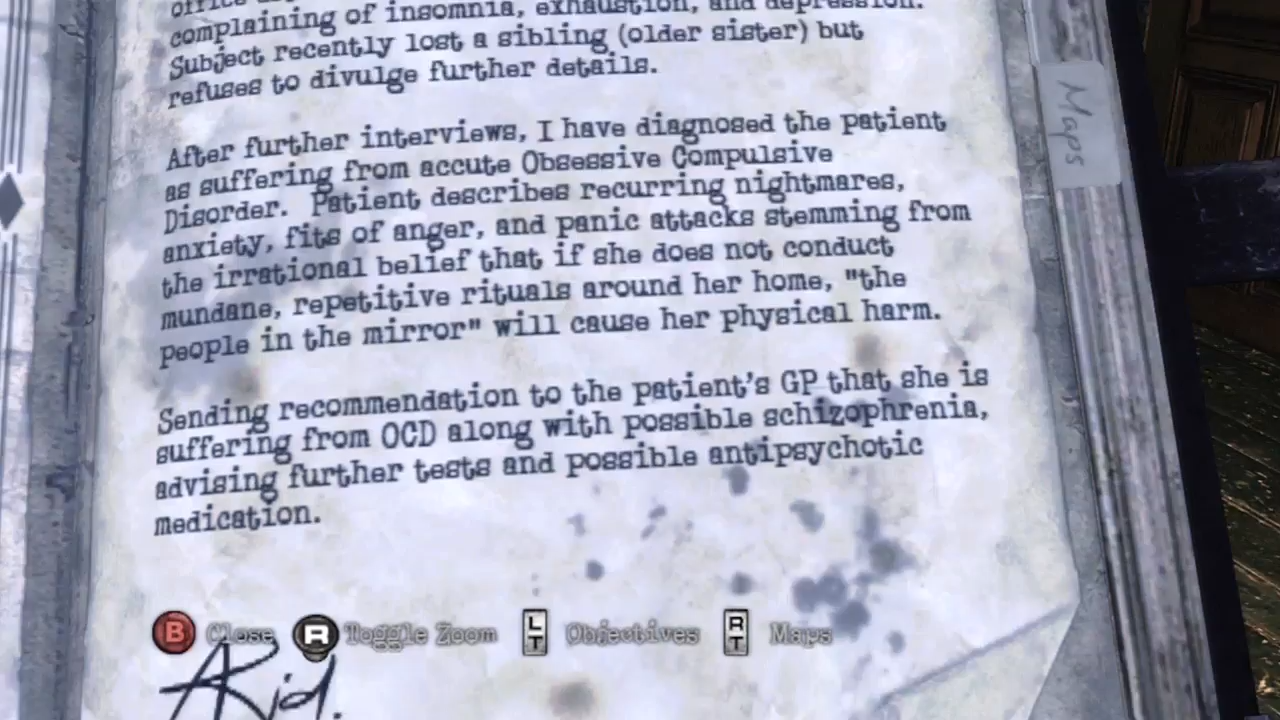 office
complaining of insomnia, exhaustion, and depression.
Subject recently lost a sibling (older sister) but
refuses to divulge further details.
After further interviews, I have diagnosed the patient
as suffering from accute Obsessive Compulsive
Disorder. Patient describes recurring nightmares,
anxiety, fits of anger, and panic attacks stemming from
the irrational belief that if she does not conduct
mundane, repetitive rituals around her home, "the
people in the mirror" will cause her physical harm.
Sending recommendation to the patient's GP that she is
suffering from OCD along with possible schizophrenia,
advising further tests and possible antipsychotic
medication.
B Close R Toggle Zoom LT Objectives RT Maps
Maps